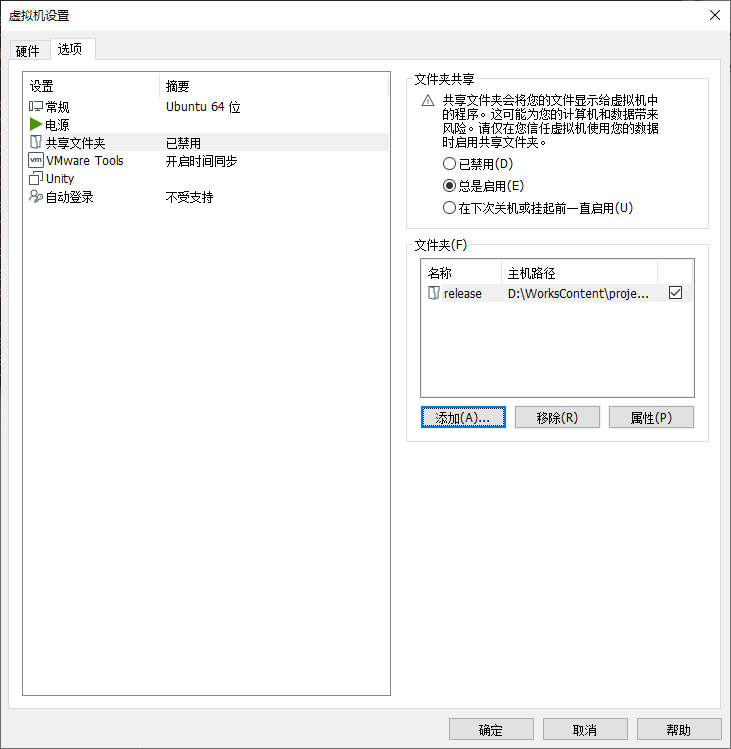 虚拟机设置
硬件 选项
设置 摘要
常规 Ubuntu 64 位
电源
共享文件夹 已禁用
vm VMware Tools 开启时间同步
Unity
自动登录 不受支持
文件夹共享
共享文件夹会将您的文件显示给虚拟机中
的程序。这可能为您的计算机和数据带来
风险。请仅在您信任虚拟机使用您的数据
时启用共享文件夹。
已禁用(D)
总是启用(E)
在下次关机或挂起前一直启用(U)
文件夹(F)
名称 主机路径
release D:\WorksContent\proje...
添加(A)... 移除(R) 属性(P)
确定 取消 帮助